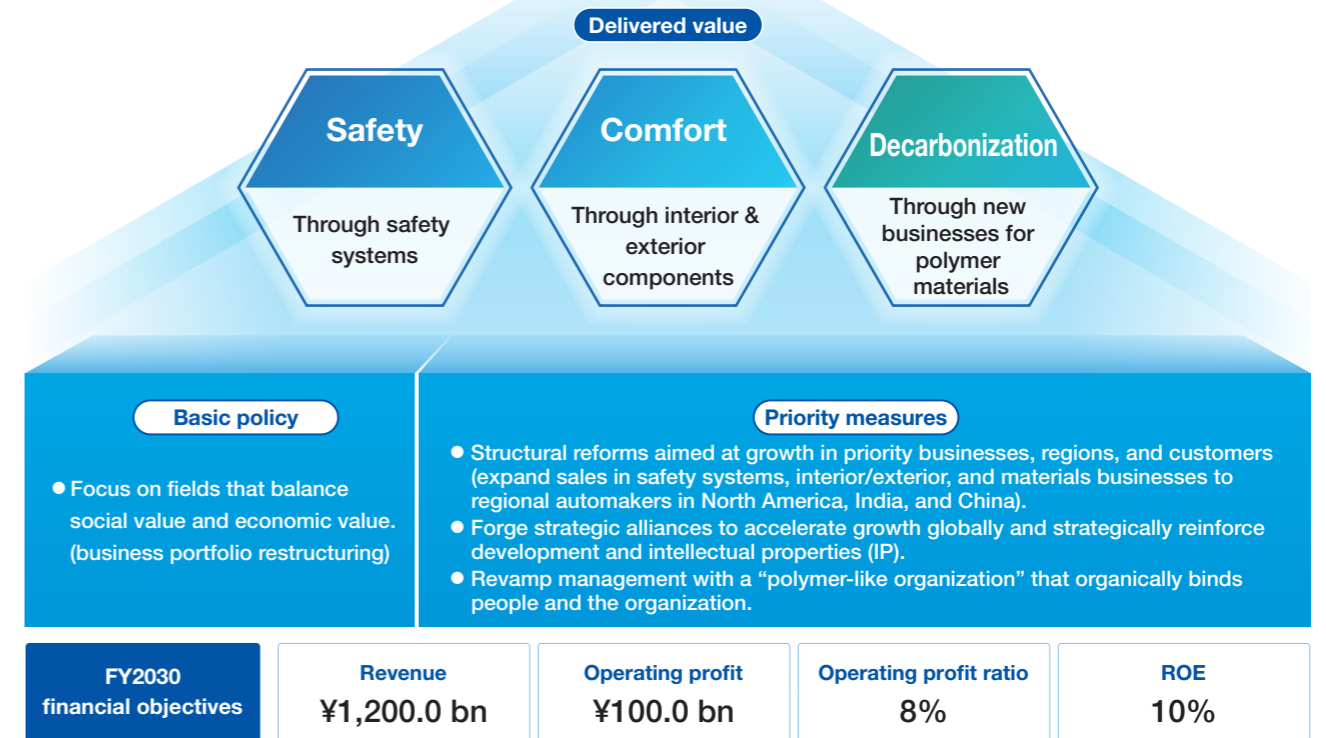 Delivered value
Safety
Through safety
systems
Comfort
Through interior &
exterior
components
Decarbonization
Through new
businesses for
polymer
materials
Basic policy
● Focus on fields that balance
social value and economic value.
(business portfolio restructuring)
Priority measures
● Structural reforms aimed at growth in priority businesses, regions, and customers
(expand sales in safety systems, interior/exterior, and materials businesses to
regional automakers in North America, India, and China).
● Forge strategic alliances to accelerate growth globally and strategically reinforce
development and intellectual properties (IP).
● Revamp management with a “polymer-like organization” that organically binds
people and the organization.
FY2030
financial objectives
Revenue
¥1,200.0 bn
Operating profit
¥100.0 bn
Operating profit ratio
8%
ROE
10%